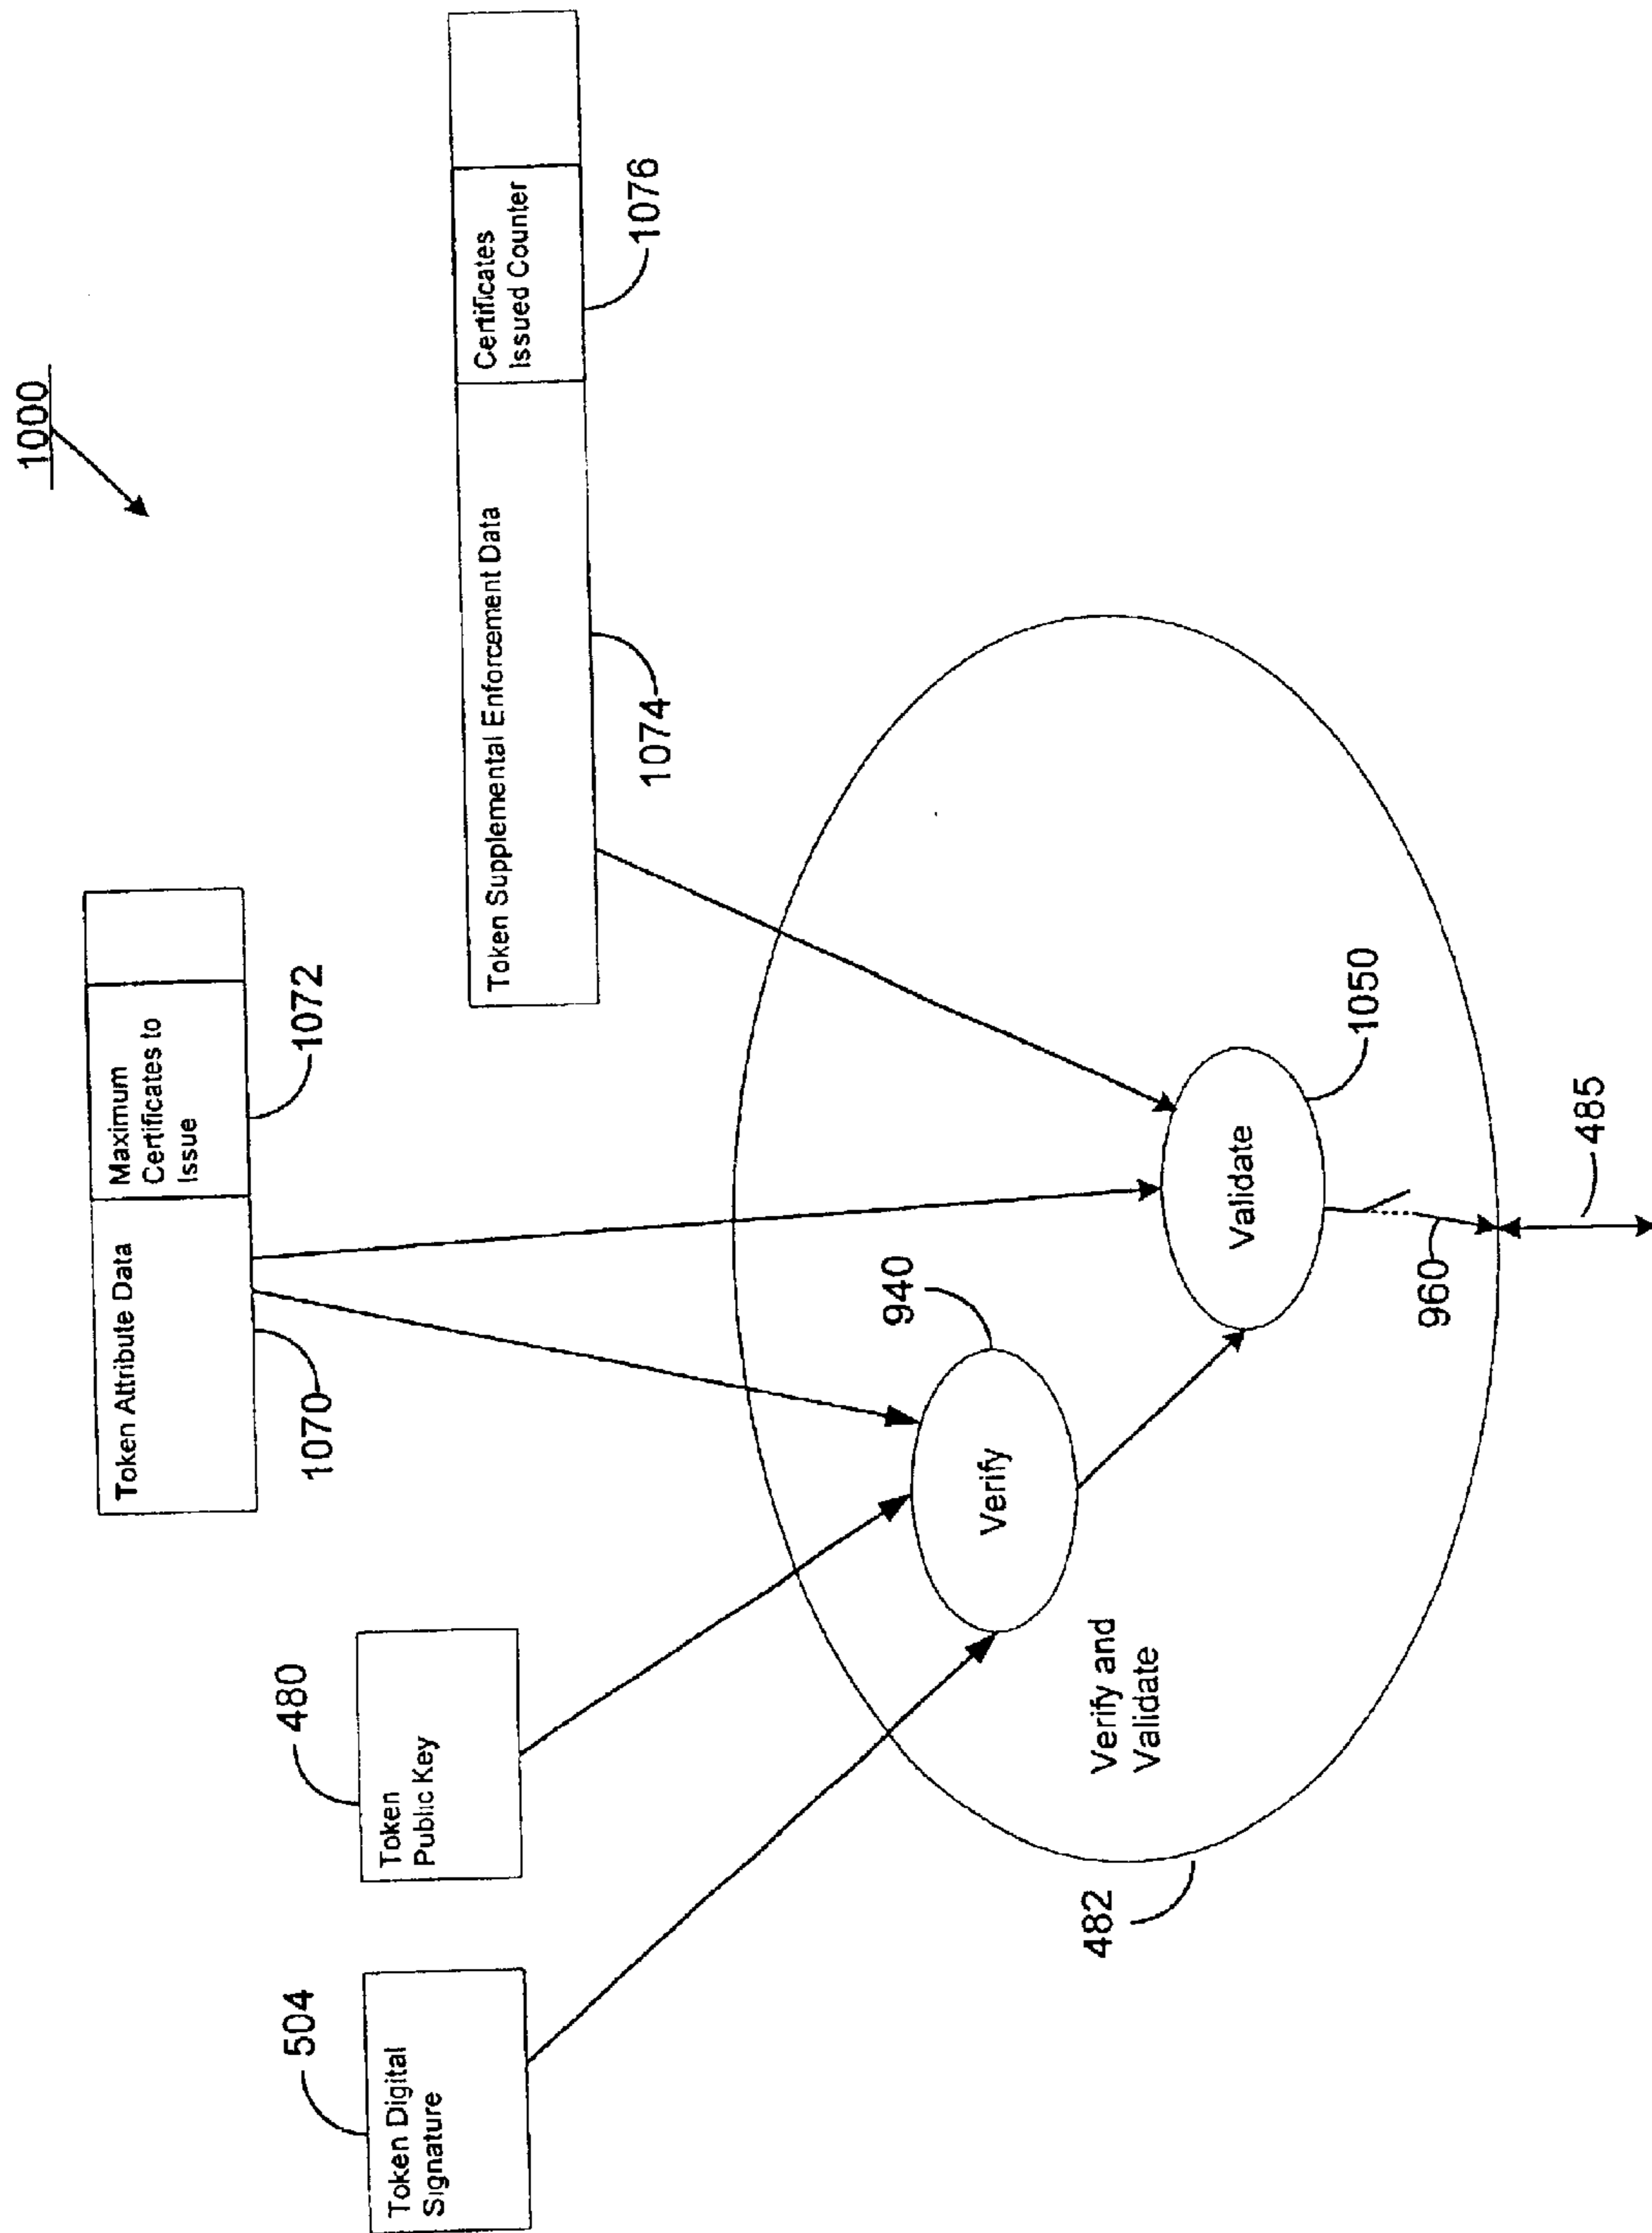 1000
Token Attribute Data
Maximum
Certificates to
Issue
1070
1072
504
480
Token Digital
Signature
Token
Public Key
Token Supplemental Enforcement Data
Certificates
Issued Counter
1074
1076
940
Verify
Validate
1050
Verify and
Validate
482
960
485